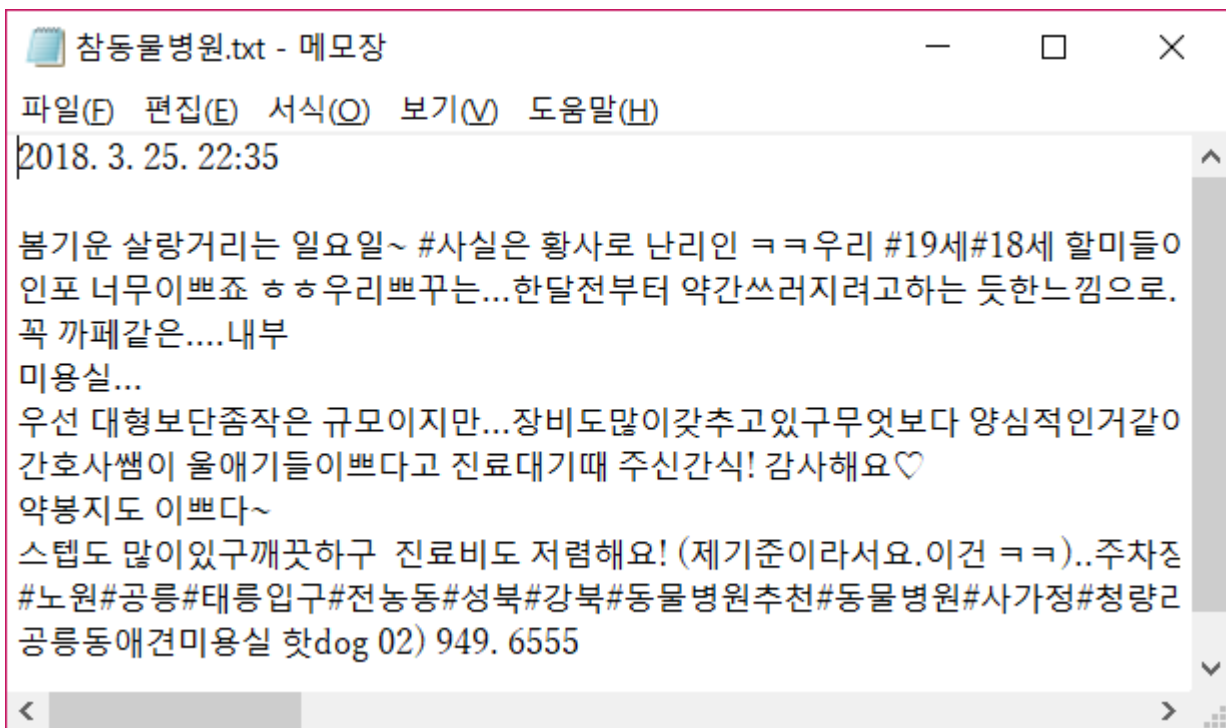 참동물병원.txt - 메모장
파일(F) 편집(E) 서식(O) 보기(V) 도움말(H)
2018. 3. 25. 22:35
봄기운 살랑거리는 일요일~ #사실은 황사로 난리인 ㅋㅋ우리 #19세#18세 할미들이
인포 너무이쁘죠 ㅎㅎ우리쁘꾸는...한달전부터 약간쓰러지려고하는 듯한느낌으로.
꼭 까페같은....내부
미용실...
우선 대형보단좀작은 규모이지만...장비도많이갖추고있구무엇보다 양심적인거같아
간호사쌤이 울애기들이쁘다고 진료대기때 주신간식! 감사해요♡
약봉지도 이쁘다~
스텝도 많이있구깨끗하구  진료비도 저렴해요! (제기준이라서요.이건 ㅋㅋ)..주차장
#노원#공릉#태릉입구#전농동#성북#강북#동물병원추천#동물병원#사가정#청량리
공릉동애견미용실 핫dog 02) 949. 6555